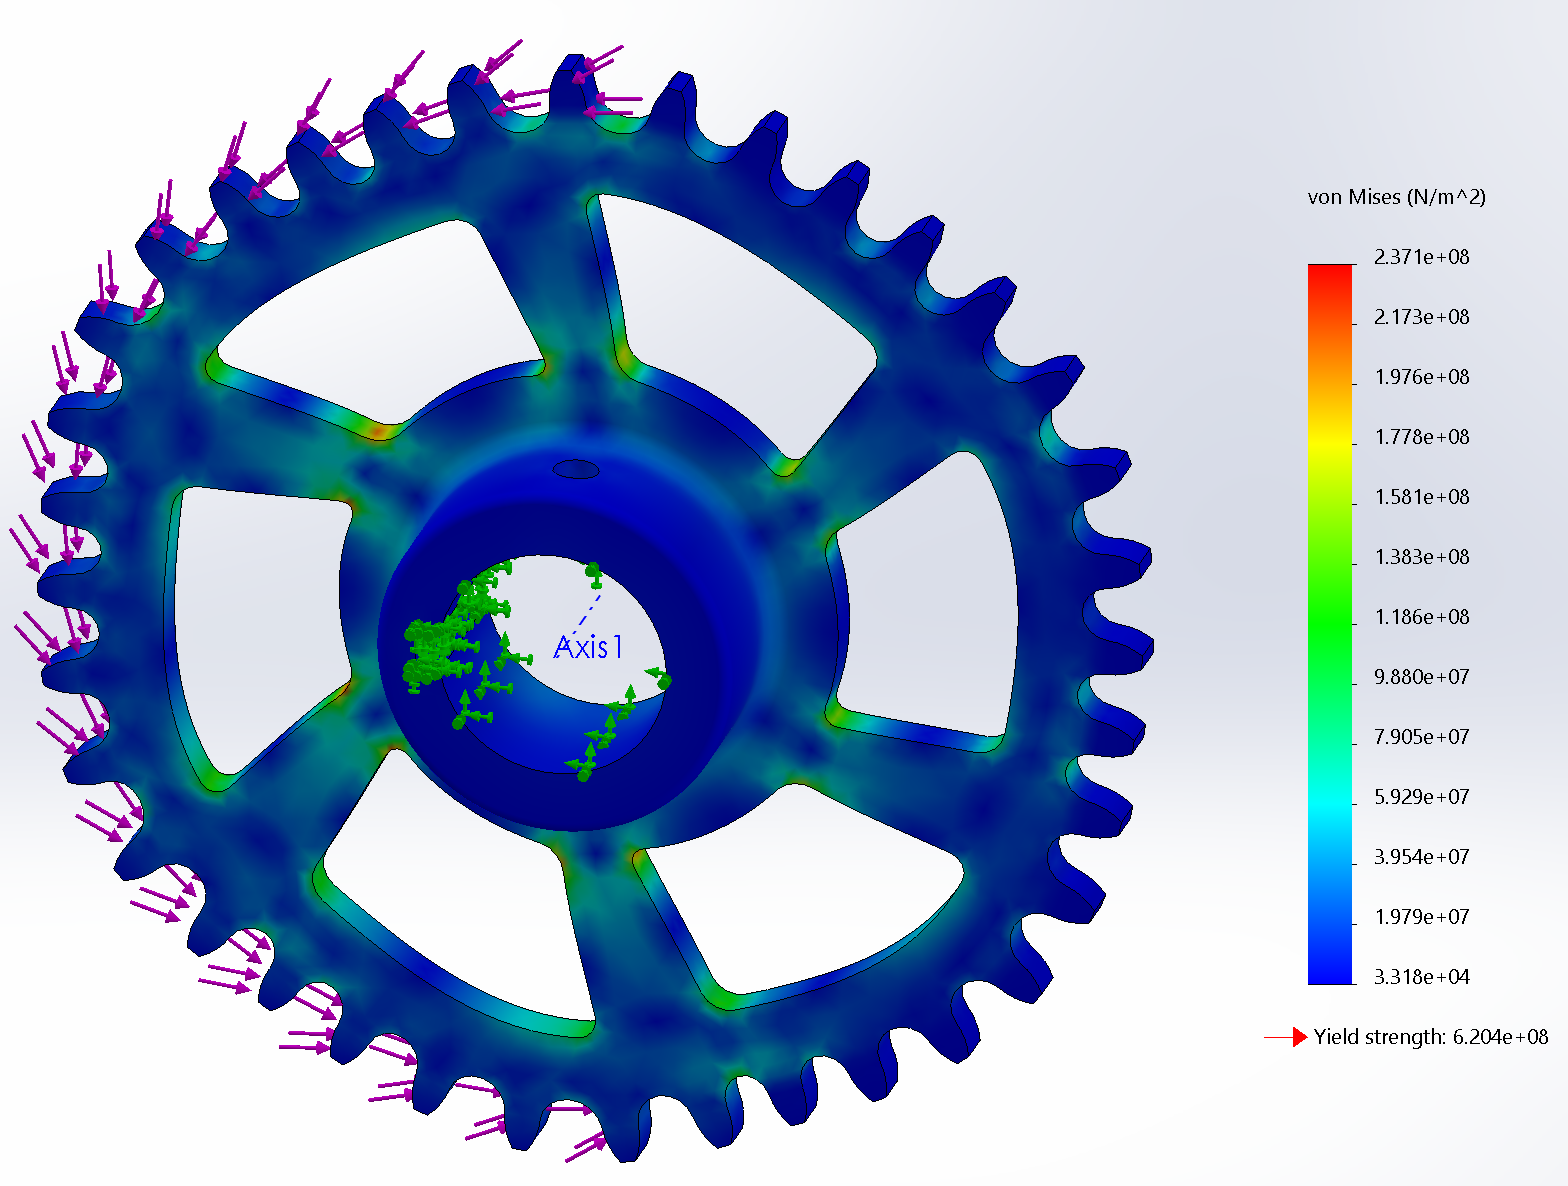 von Mises (N/m^2)
2.371e+08
2.173e+08
1.976e+08
1.778e+08
1.581e+08
1.383e+08
1.186e+08
9.880e+07
7.905e+07
5.929e+07
3.954e+07
1.979e+07
3.318e+04
Yield strength: 6.204e+08
Axis1